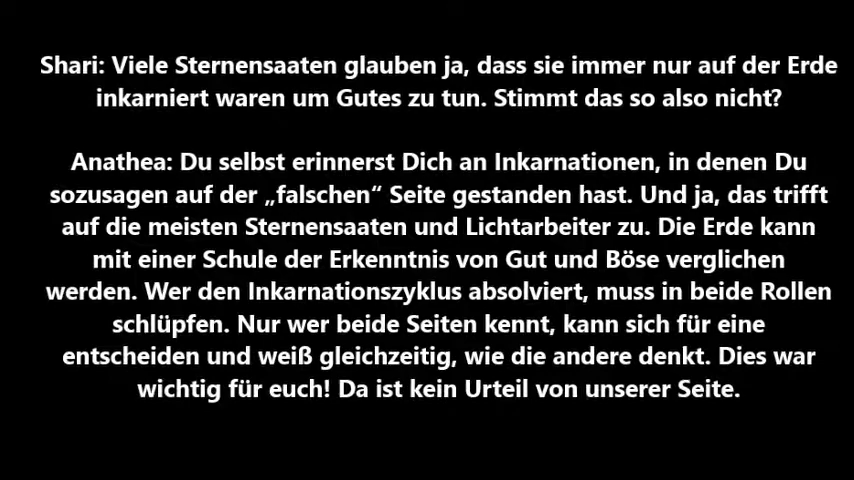 Shari: Viele Sternensaaten glauben ja, dass sie immer nur auf der Erde
inkarniert waren um Gutes zu tun. Stimmt das so also nicht?
Anathea: Du selbst erinnerst Dich an Inkarnationen, in denen Du
sozusagen auf der „falschen“ Seite gestanden hast. Und ja, das trifft
auf die meisten Sternensaaten und Lichtarbeiter zu. Die Erde kann
mit einer Schule der Erkenntnis von Gut und Böse verglichen
werden. Wer den Inkarnationszyklus absolviert, muss in beide Rollen
schlüpfen. Nur wer beide Seiten kennt, kann sich für eine
entscheiden und weiß gleichzeitig, wie die andere denkt. Dies war
wichtig für euch! Da ist kein Urteil von unserer Seite.